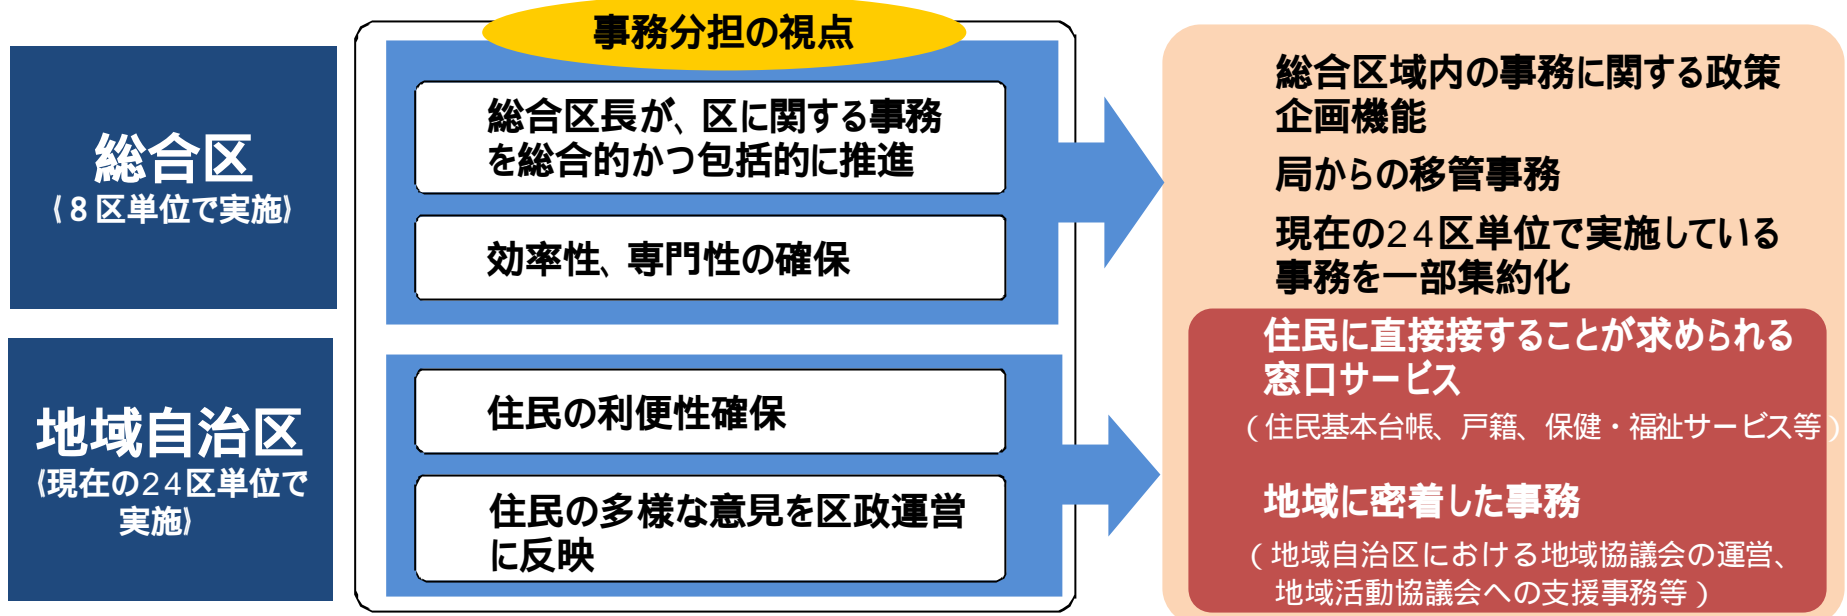 事務分担の視点
総合区
《8区単位で実施》
総合区長が、区に関する事務
を総合的かつ包括的に推進
効率性、専門性の確保
総合区域内の事務に関する政策
企画機能
局からの移管事務
現在の24区単位で実施している
事務を一部集約化
地域自治区
《現在の24区単位で
実施》
住民の利便性確保
住民の多様な意見を区政運営
に反映
住民に直接接することが求められる
窓口サービス
(住民基本台帳、戸籍、保健・福祉サービス等)
地域に密着した事務
(地域自治区における地域協議会の運営、
地域活動協議会への支援事務等)